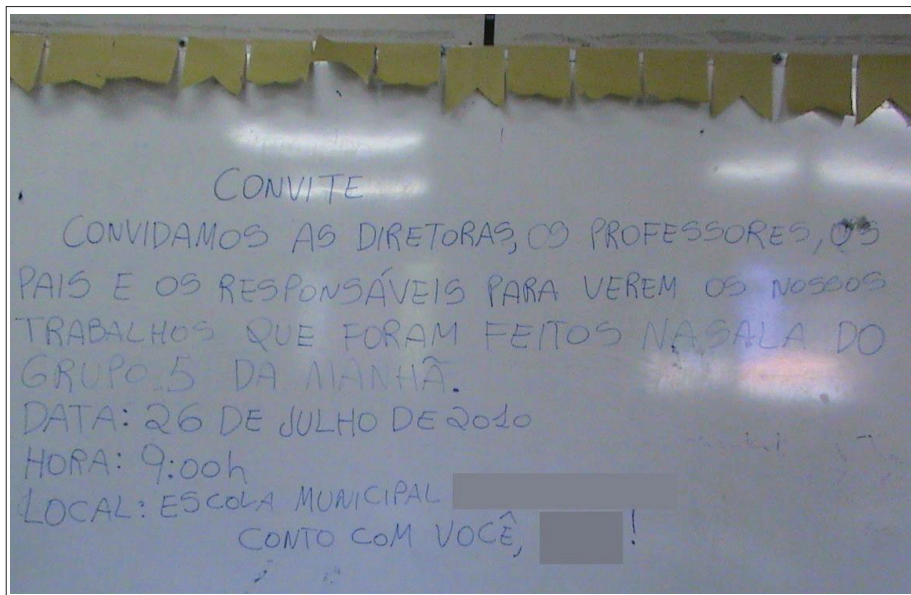 CONVITE
CONVIDAMOS AS DIRETORAS, OS PROFESSORES, OS
PAIS E OS RESPONSÁVEIS PARA VEREM OS NOSSOS
TRABALHOS QUE FORAM FEITOS NA SALA DO
GRUPO 5 DA MANHÃ.
DATA: 26 DE JULHO DE 2010
HORA: 9:00h
LOCAL: ESCOLA MUNICIPAL
CONTO COM VOCÊ, !